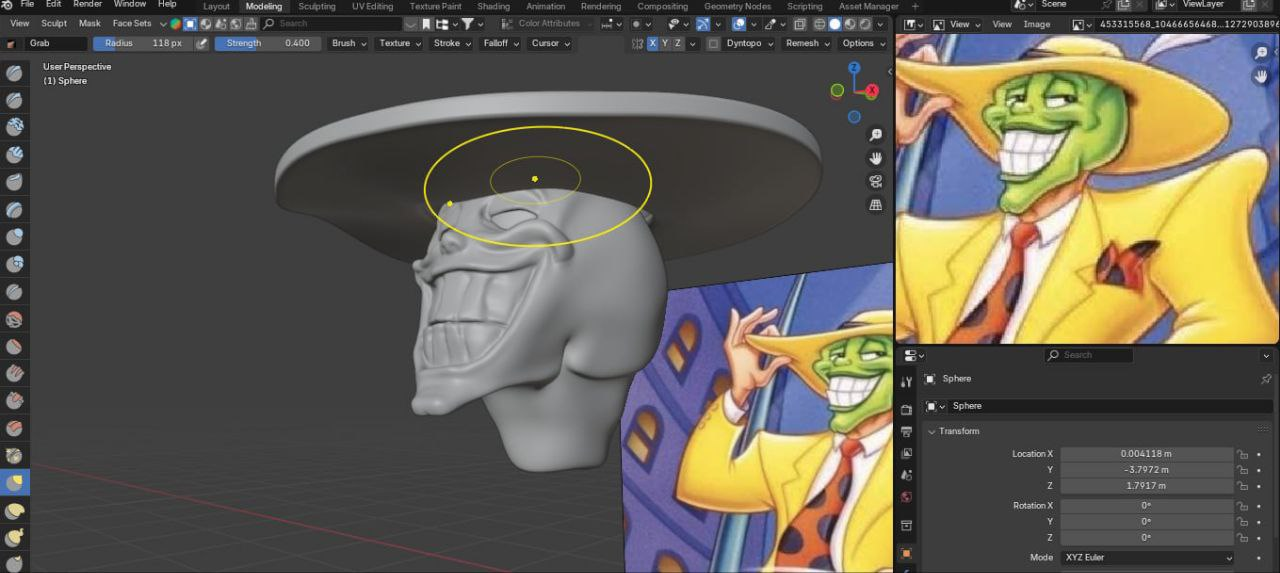 File Edit Render Window Help Layout Modeling Sculpting UV Editing Texture Paint Shading Animation Rendering Compositing Geometry Nodes Scripting Asset Manager + Scene ViewLayer
View Sculpt Mask Face Sets Search Color Attributes View View Image
Grab Radius 118 px Strength 0.400 Brush Texture Stroke Falloff Cursor X Y Z Dyntopo Remesh Options
User Perspective
(1) Sphere
Z
X
Search
Sphere
Sphere
Transform
Location X 0.004118 m
Y -3.7972 m
Z 1.7917 m
Rotation X 0°
Y 0°
Z 0°
Mode XYZ Euler